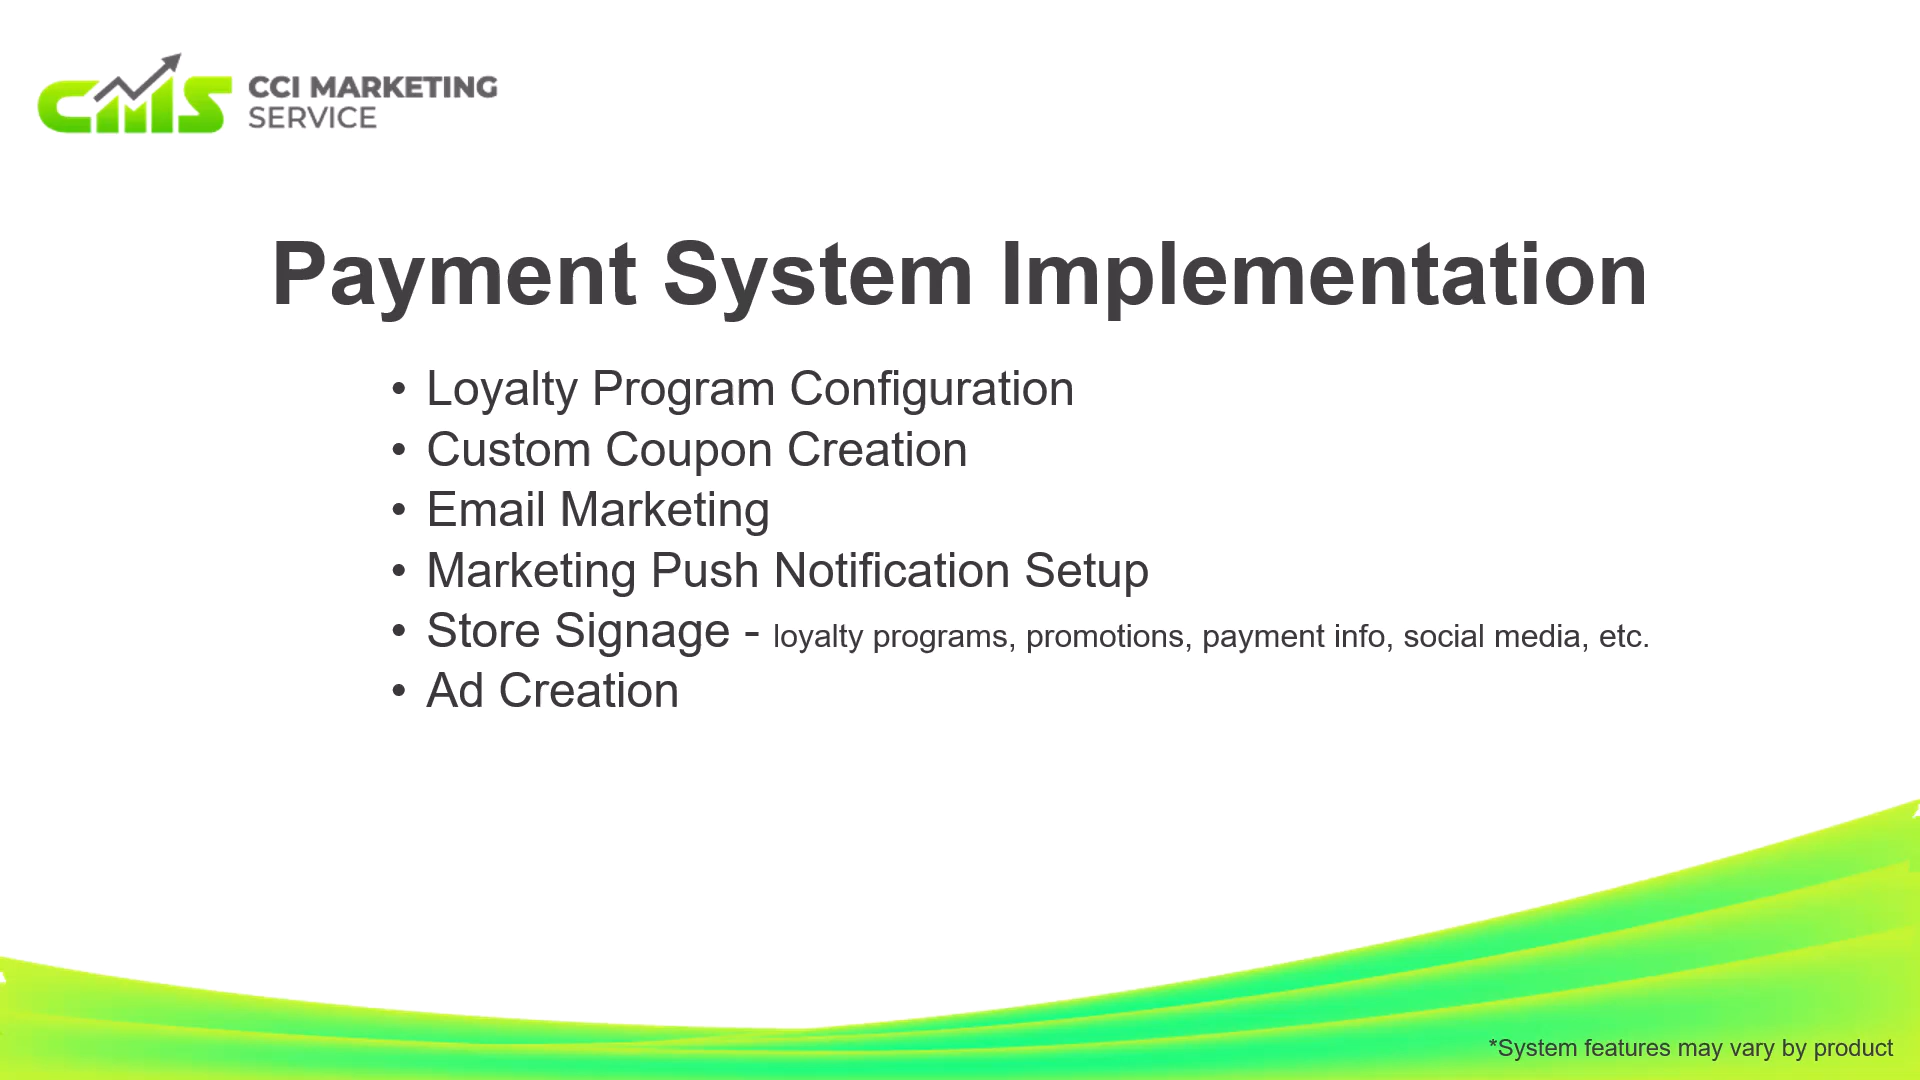 CMS CCI MARKETING
SERVICE
Payment System Implementation
• Loyalty Program Configuration
• Custom Coupon Creation
• Email Marketing
• Marketing Push Notification Setup
• Store Signage - loyalty programs, promotions, payment info, social media, etc.
• Ad Creation
*System features may vary by product